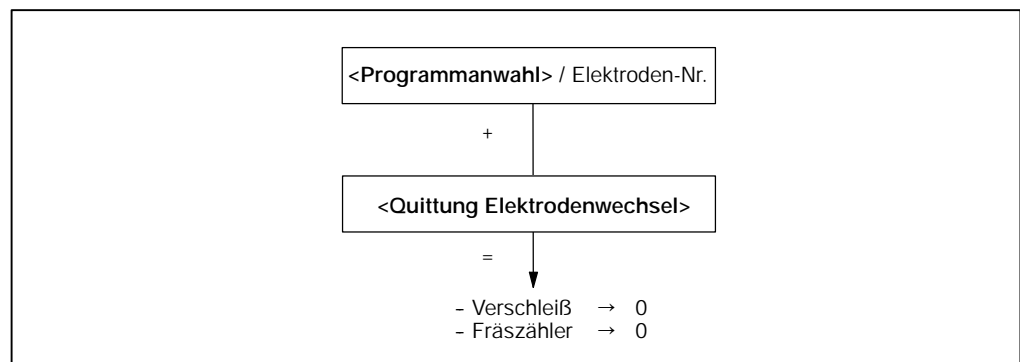 <Programmanwahl> / Elektroden-Nr.
+
<Quittung Elektrodenwechsel>
=
- Verschleiß → 0
- Fräszähler → 0